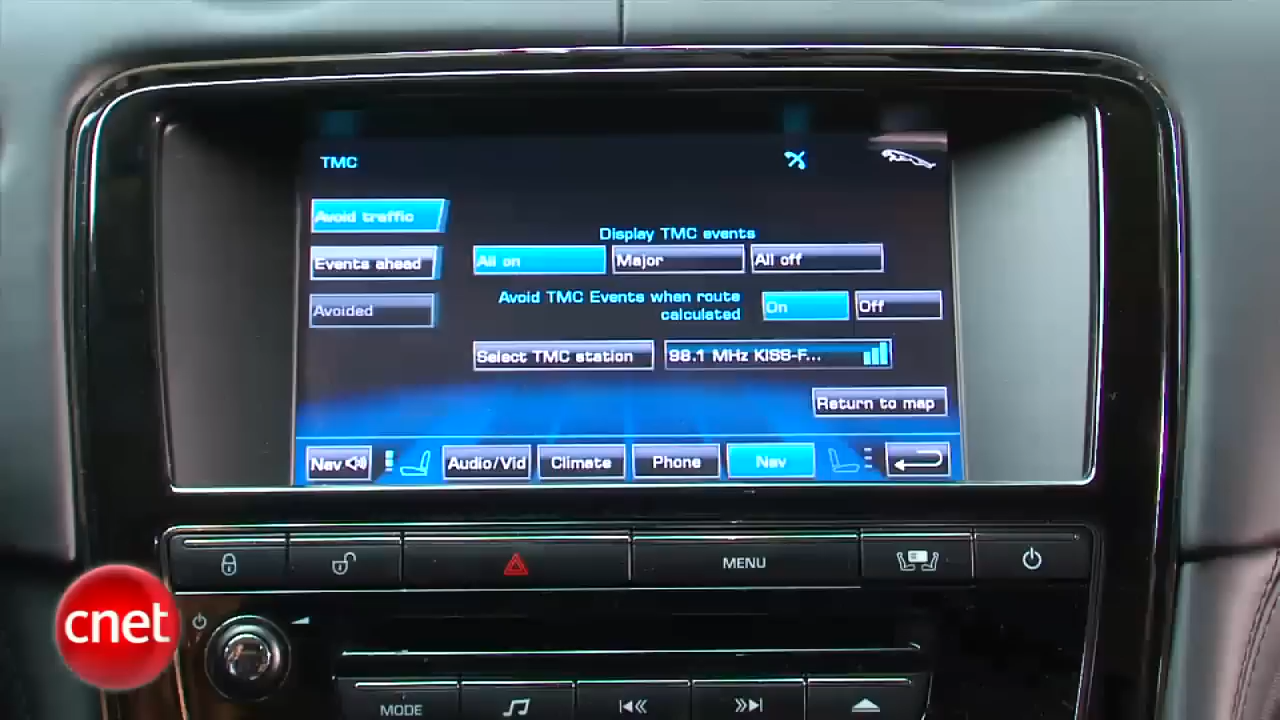 TMC
Avoid traffic
Display TMC events
Events ahead
All on
Major
All off
Avoid TMC Events when route
calculated
On
Off
Avoided
Select TMC station
98.1 MHz KISS-F...
Return to map
Nav
Audio/Vid
Climate
Phone
Nav
MENU
cnet
MODE